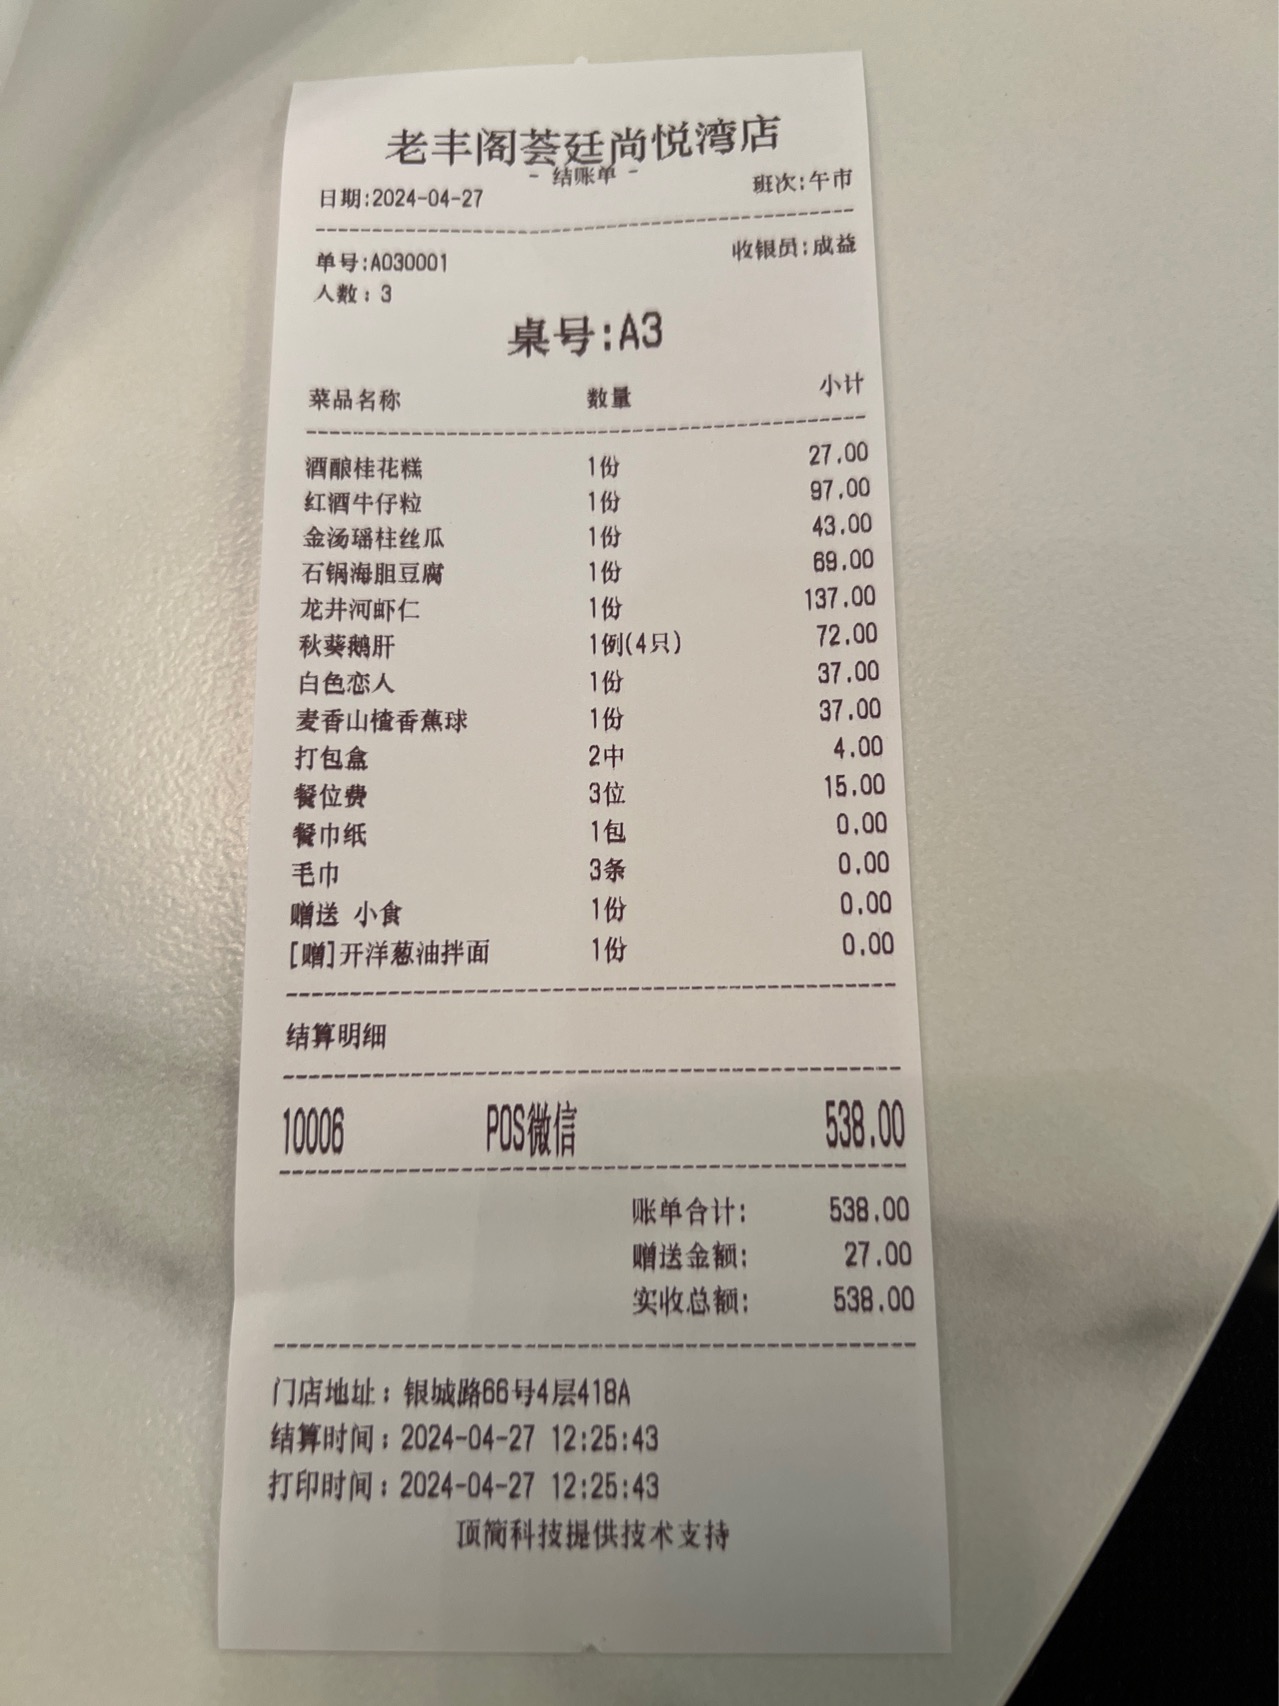 老丰阁荟廷尚悦湾店
- 结账单 -
日期:2024-04-27 班次:午市
单号:A030001 收银员:成益
人数:3
桌号:A3
菜品名称 数量 小计
酒酿桂花糕 1份 27.00
红酒牛仔粒 1份 97.00
金汤瑶柱丝瓜 1份 43.00
石锅海胆豆腐 1份 69.00
龙井河虾仁 1份 137.00
秋葵鹅肝 1例(4只) 72.00
白色恋人 1份 37.00
麦香山楂香蕉球 1份 37.00
打包盒 2中 4.00
餐位费 3位 15.00
餐巾纸 1包 0.00
毛巾 3条 0.00
赠送 小食 1份 0.00
[赠]开洋葱油拌面 1份 0.00
结算明细
10006 POS微信 538.00
账单合计: 538.00
赠送金额: 27.00
实收总额: 538.00
门店地址:银城路66号4层418A
结算时间:2024-04-27 12:25:43
打印时间:2024-04-27 12:25:43
顶简科技提供技术支持